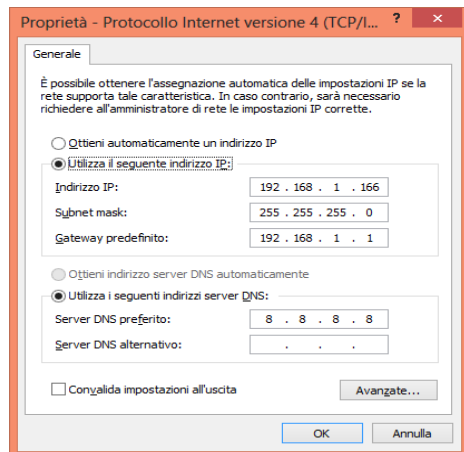 Proprietà - Protocollo Internet versione 4 (TCP/I... ? ×
Generale
È possibile ottenere l'assegnazione automatica delle impostazioni IP se la
rete supporta tale caratteristica. In caso contrario, sarà necessario
richiedere all'amministratore di rete le impostazioni IP corrette.
Ottieni automaticamente un indirizzo IP
Utilizza il seguente indirizzo IP:
Indirizzo IP: 192 . 168 . 1 . 166
Subnet mask: 255 . 255 . 255 . 0
Gateway predefinito: 192 . 168 . 1 . 1
Ottieni indirizzo server DNS automaticamente
Utilizza i seguenti indirizzi server DNS:
Server DNS preferito: 8 . 8 . 8 . 8
Server DNS alternativo: . . .
Convalida impostazioni all'uscita
Avanzate...
OK Annulla